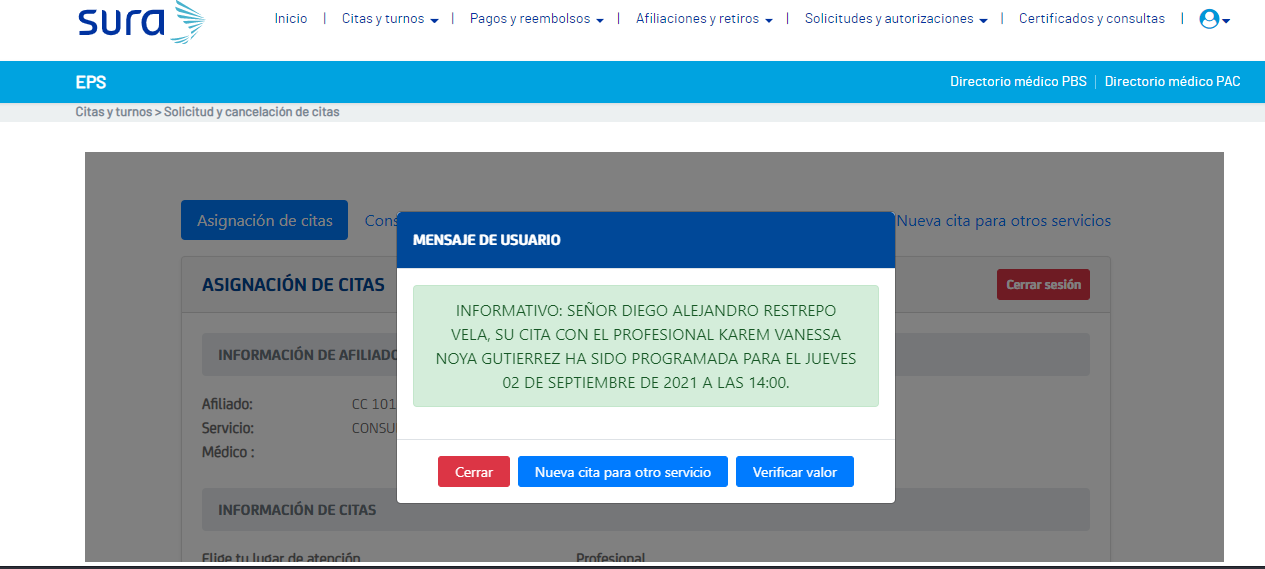 sura
Inicio | Citas y turnos | Pagos y reembolsos | Afiliaciones y retiros | Solicitudes y autorizaciones | Certificados y consultas |
EPS
Directorio médico PBS | Directorio médico PAC
Citas y turnos > Solicitud y cancelación de citas
Asignación de citas Cons Nueva cita para otros servicios
MENSAJE DE USUARIO
ASIGNACIÓN DE CITAS Cerrar sesión
INFORMATIVO: SEÑOR DIEGO ALEJANDRO RESTREPO
VELA, SU CITA CON EL PROFESIONAL KAREM VANESSA
NOYA GUTIERREZ HA SIDO PROGRAMADA PARA EL JUEVES
02 DE SEPTIEMBRE DE 2021 A LAS 14:00.
INFORMACIÓN DE AFILIADO
Afiliado: CC 101
Servicio: CONSU
Médico :
Cerrar Nueva cita para otro servicio Verificar valor
INFORMACIÓN DE CITAS
Elige tu lugar de atención Profesional